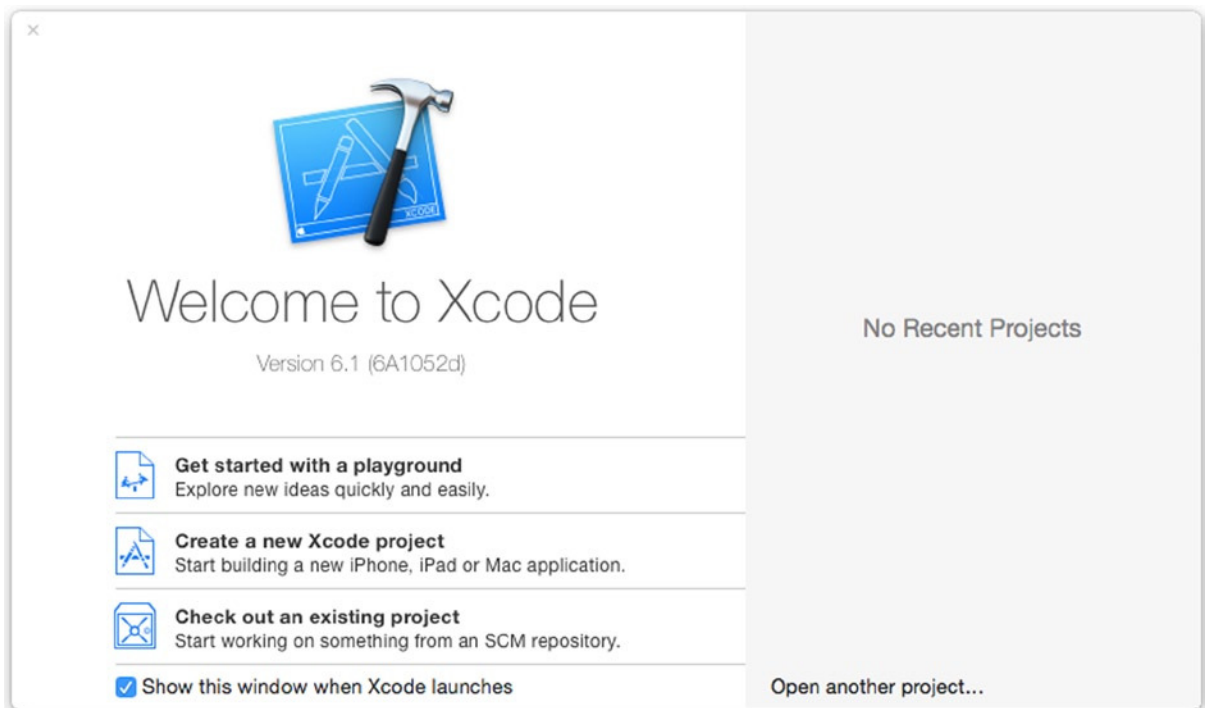 XCODE
Welcome to Xcode
Version 6.1 (6A1052d)
Get started with a playground
Explore new ideas quickly and easily.
Create a new Xcode project
Start building a new iPhone, iPad or Mac application.
Check out an existing project
Start working on something from an SCM repository.
Show this window when Xcode launches
No Recent Projects
Open another project...